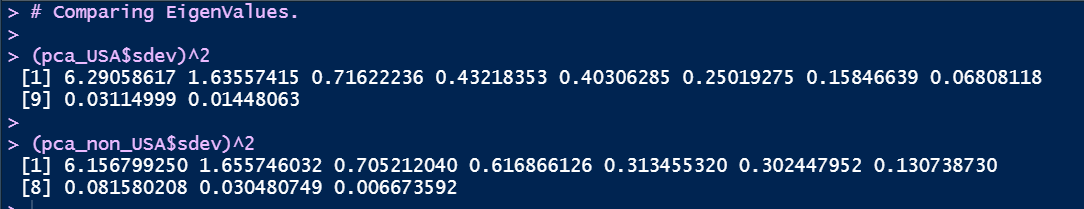 > # Comparing EigenValues.
>
> (pca_USA$sdev)^2
[1] 6.29058617 1.63557415 0.71622236 0.43218353 0.40306285 0.25019275 0.15846639 0.06808118
[9] 0.03114999 0.01448063
>
> (pca_non_USA$sdev)^2
[1] 6.156799250 1.655746032 0.705212040 0.616866126 0.313455320 0.302447952 0.130738730
[8] 0.081580208 0.030480749 0.006673592
>